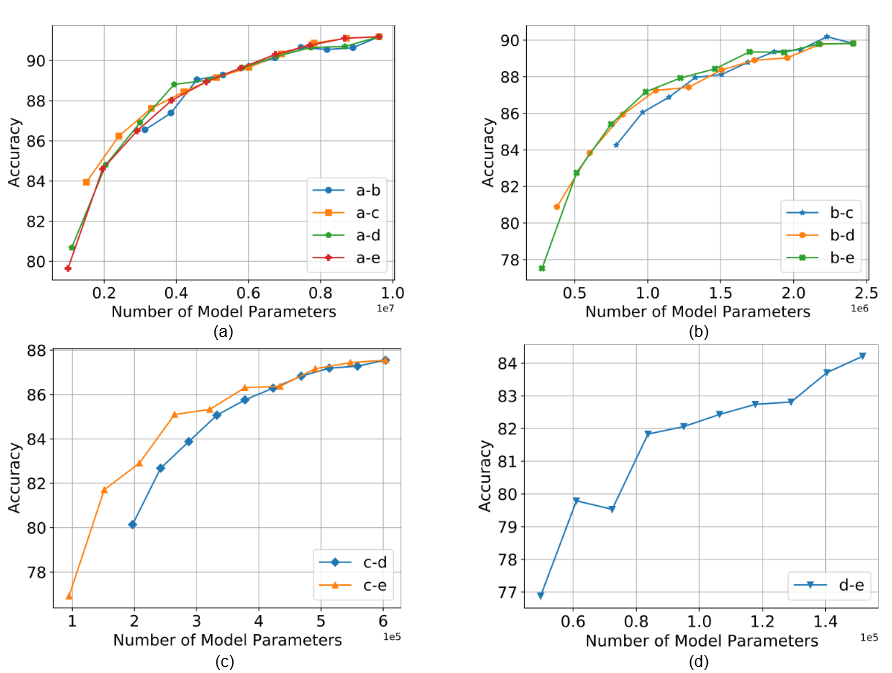 90
88
86
84
82
80
Accuracy
a-b
a-c
a-d
a-e
0.2
0.4
0.6
0.8
1.0
1e7
Number of Model Parameters
(a)
90
88
86
84
82
80
78
Accuracy
b-c
b-d
b-e
0.5
1.0
1.5
2.0
2.5
1e6
Number of Model Parameters
(b)
88
86
84
82
80
78
Accuracy
c-d
c-e
1
2
3
4
5
6
1e5
Number of Model Parameters
(c)
84
83
82
81
80
79
78
77
Accuracy
d-e
0.6
0.8
1.0
1.2
1.4
1e5
Number of Model Parameters
(d)